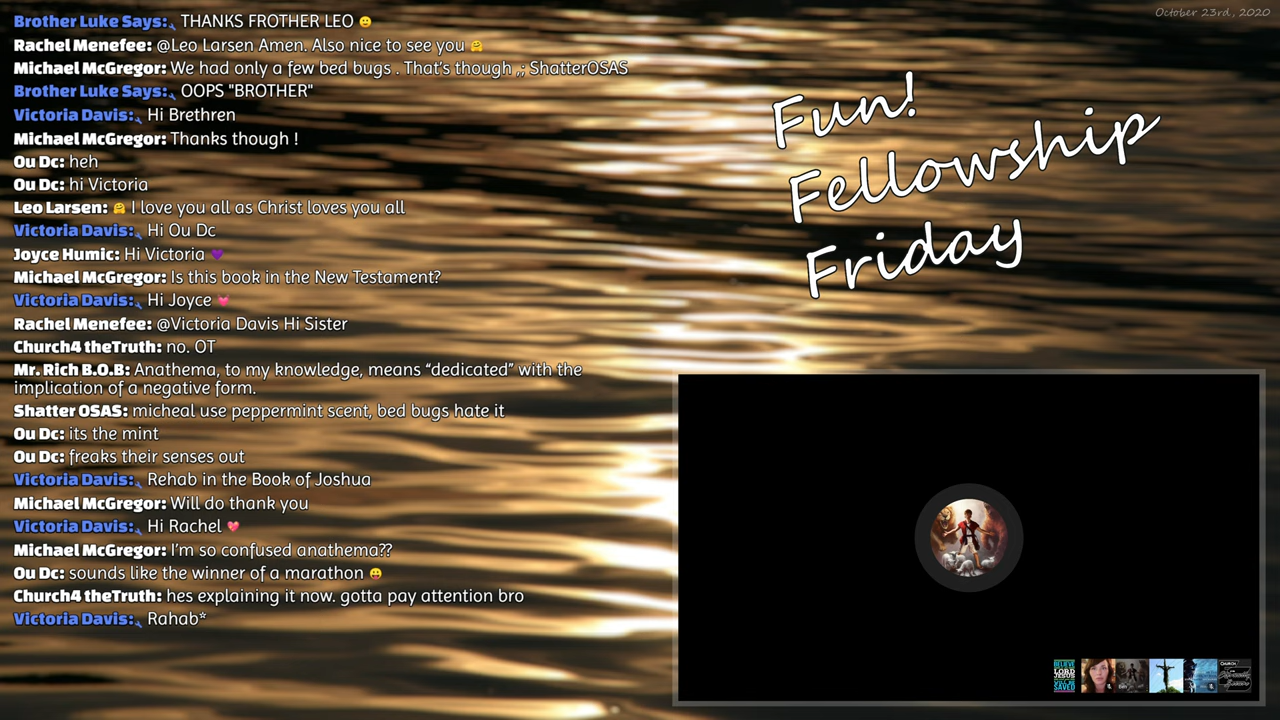 Brother Luke Says: THANKS FROTHER LEO 🙂
Rachel Menefee: @Leo Larsen Amen. Also nice to see you 🤗
Michael McGregor: We had only a few bed bugs . That's though ,; ShatterOSAS
Brother Luke Says: OOPS "BROTHER"
Victoria Davis: Hi Brethren
Michael McGregor: Thanks though !
Ou Dc: heh
Ou Dc: hi Victoria
Leo Larsen: 🤗 I love you all as Christ loves you all
Victoria Davis: Hi Ou Dc
Joyce Humic: Hi Victoria 💜
Michael McGregor: Is this book in the New Testament?
Victoria Davis: Hi Joyce 💓
Rachel Menefee: @Victoria Davis Hi Sister
Church4 theTruth: no. OT
Mr. Rich B.O.B: Anathema, to my knowledge, means “dedicated” with the
implication of a negative form.
Shatter OSAS: micheal use peppermint scent, bed bugs hate it
Ou Dc: its the mint
Ou Dc: freaks their senses out
Victoria Davis: Rehab in the Book of Joshua
Michael McGregor: Will do thank you
Victoria Davis: Hi Rachel 💓
Michael McGregor: I'm so confused anathema??
Ou Dc: sounds like the winner of a marathon 😛
Church4 theTruth: hes explaining it now. gotta pay attention bro
Victoria Davis: Rahab*
October 23rd, 2020
Fun!
Fellowship
Friday
BELIEVE
LORD
JESUS
SAVED
CHURCH